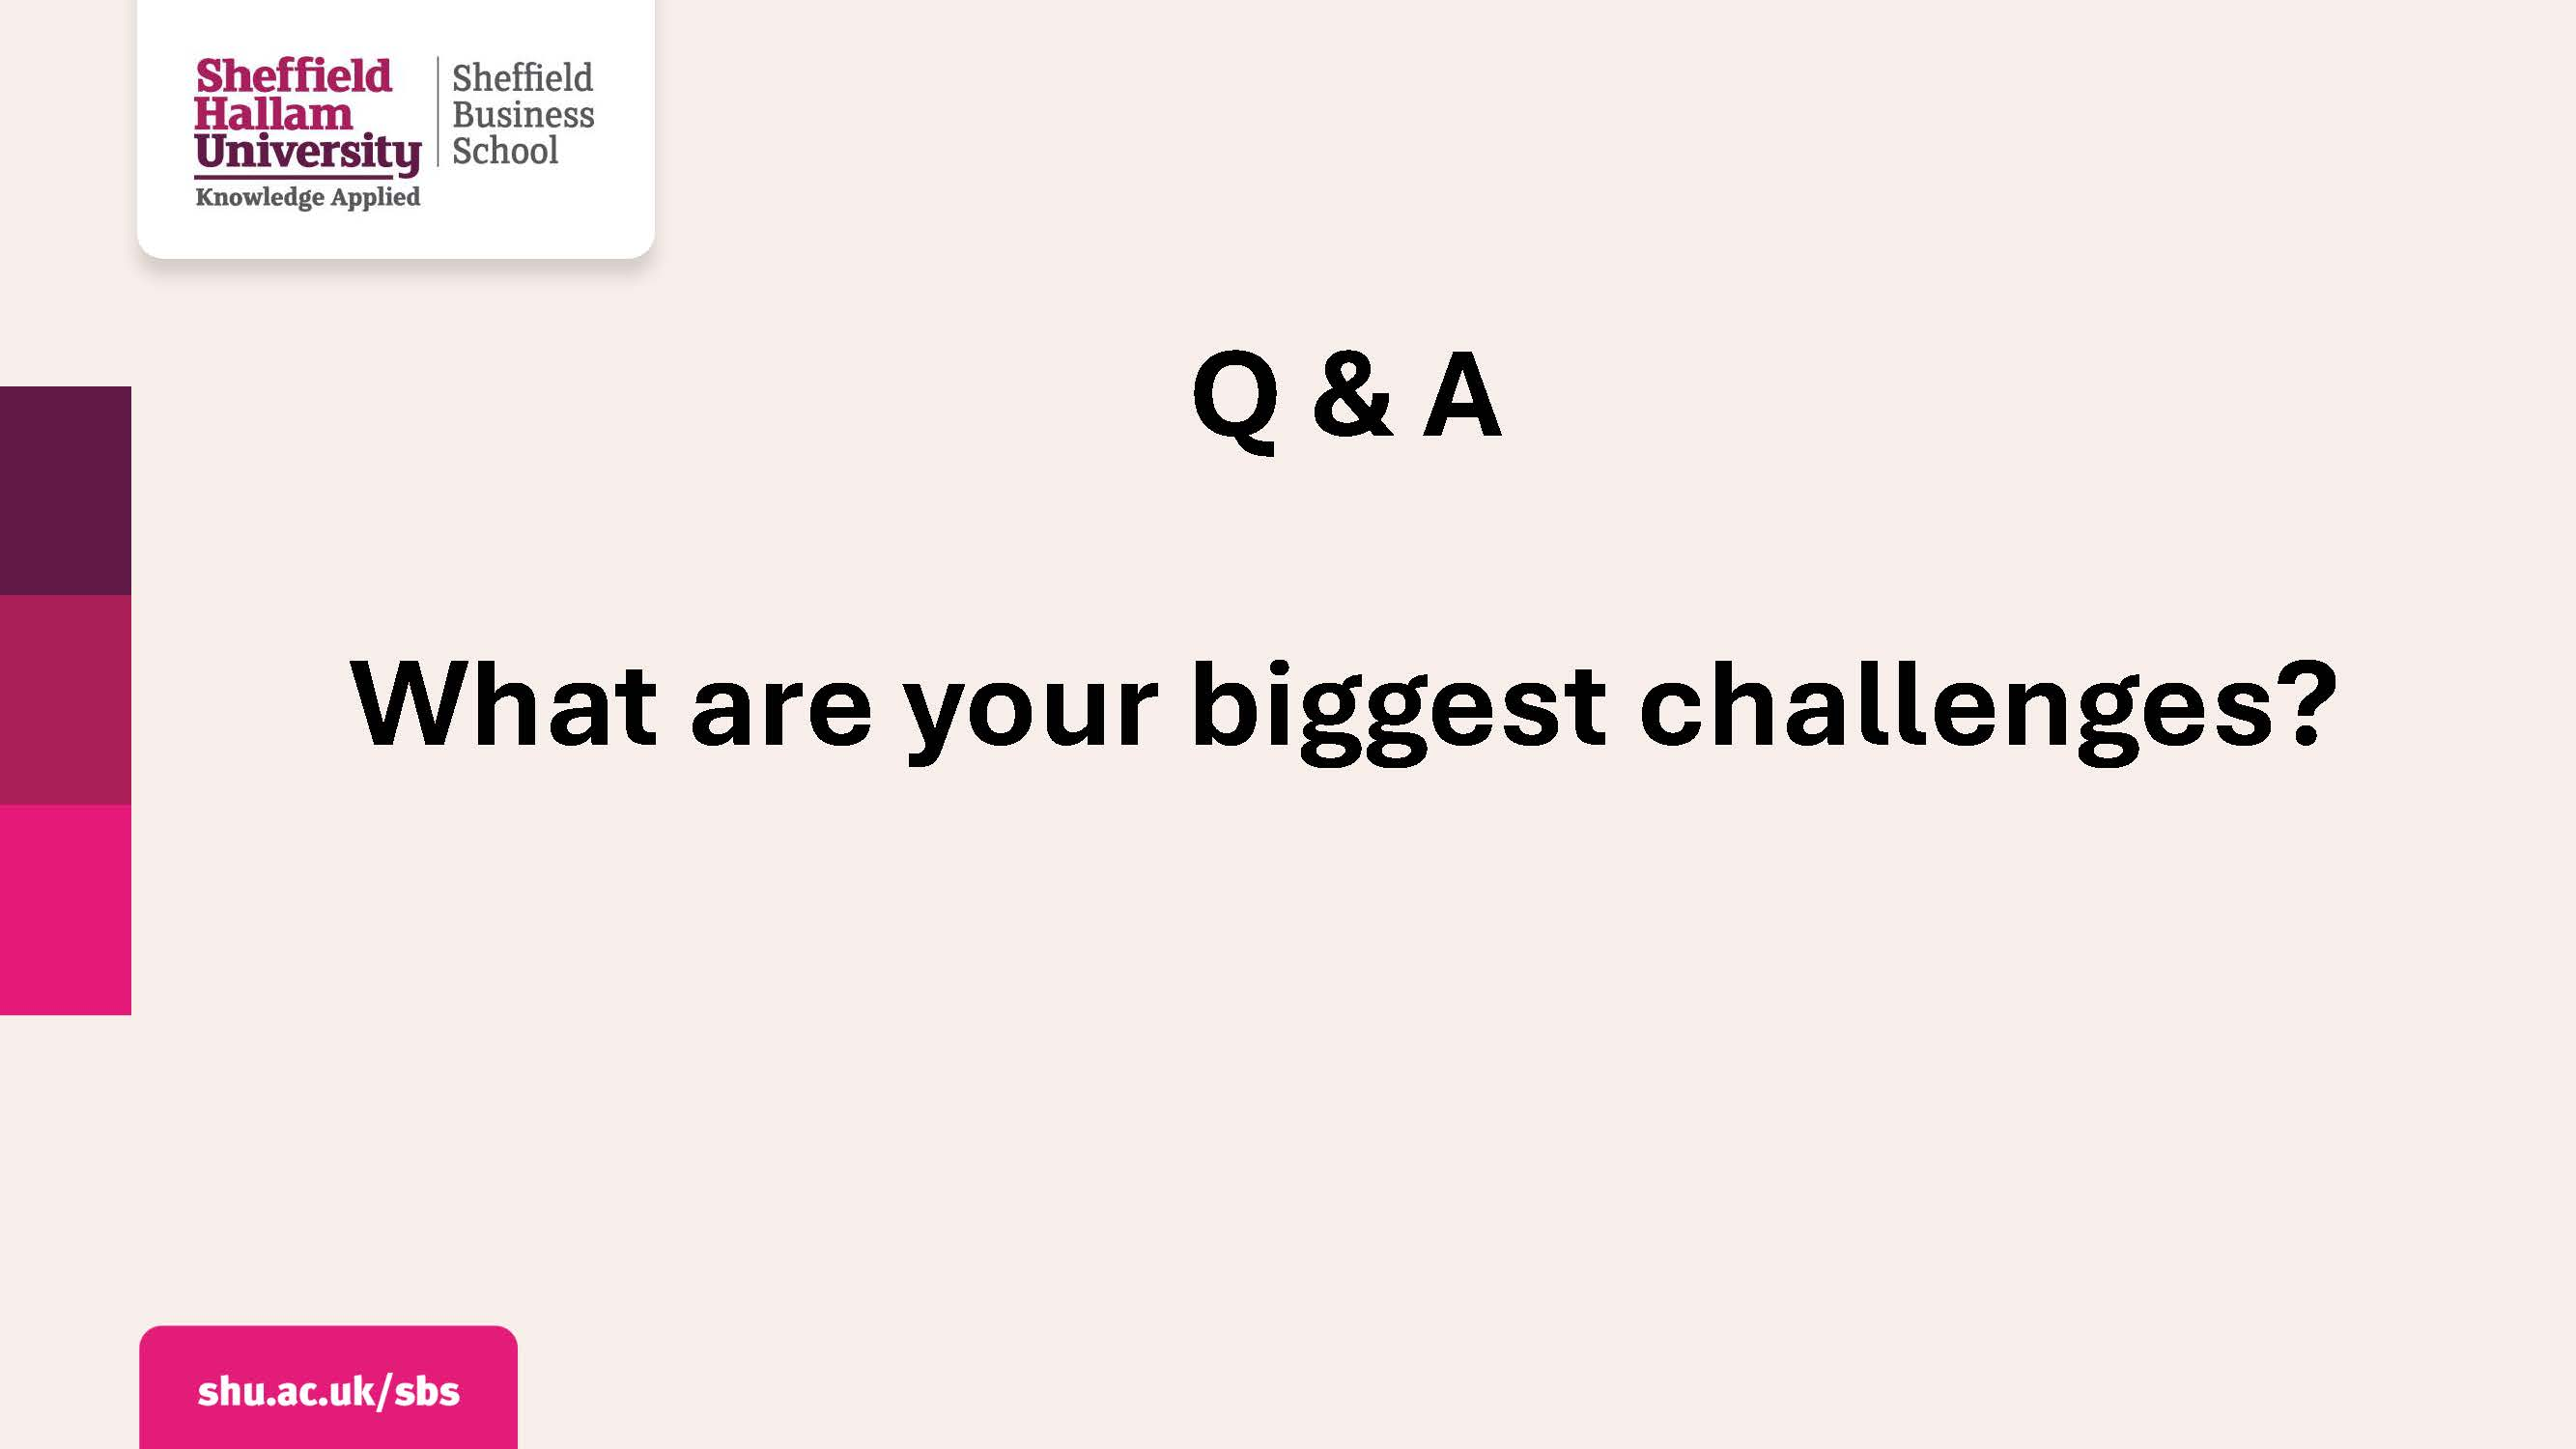 Sheffield
Hallam
University
Knowledge Applied
Sheffield
Business
School
Q & A
What are your biggest challenges?
shu.ac.uk/sbs